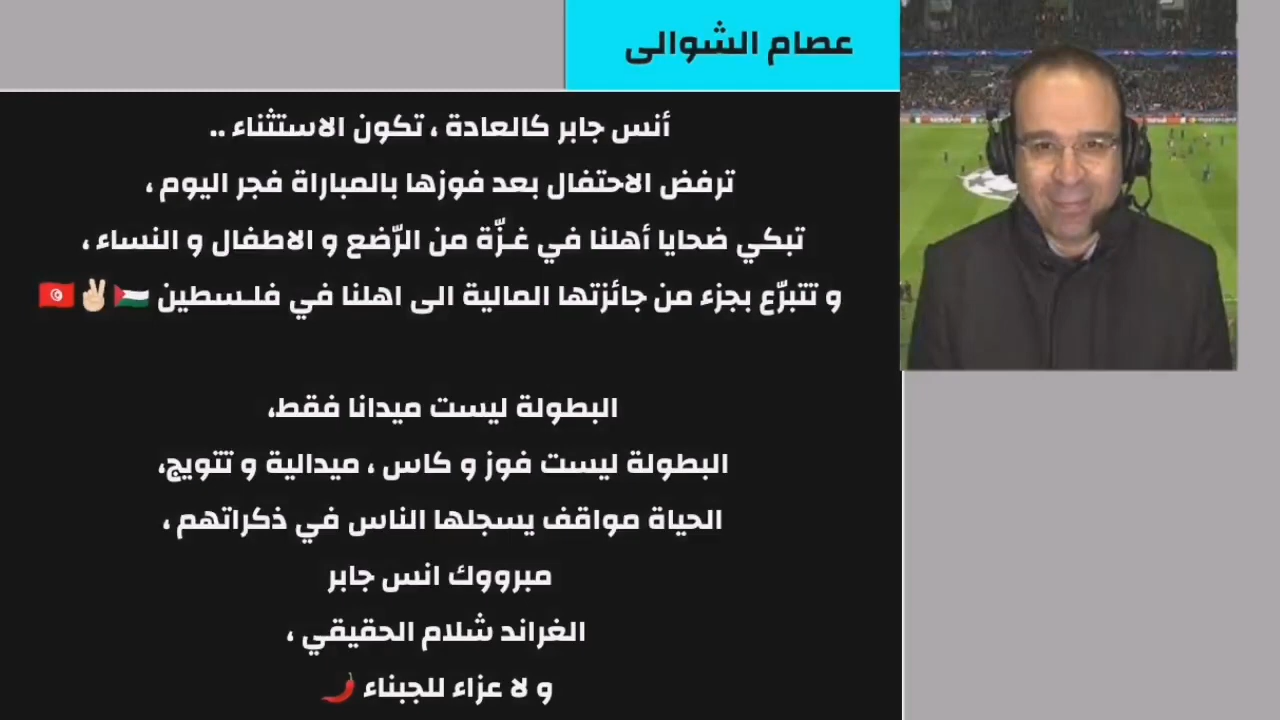 عصام الشوالى
أنس جابر كالعادة ، تكون الاستثناء ..
ترفض الاحتفال بعد فوزها بالمباراة فجر اليوم ،
تبكي ضحايا أهلنا في غـزّة من الرّضع و الاطفال و النساء ،
و تتبرّع بجزء من جائزتها المالية الى اهلنا في فلـسطين 🇵🇸✌🏻🇹🇳
البطولة ليست ميدانا فقط،
البطولة ليست فوز و كاس ، ميدالية و تتويج،
الحياة مواقف يسجلها الناس في ذكراتهم ،
مبرووك انس جابر
الغراند شلام الحقيقي ،
و لا عزاء للجبناء 🌶️